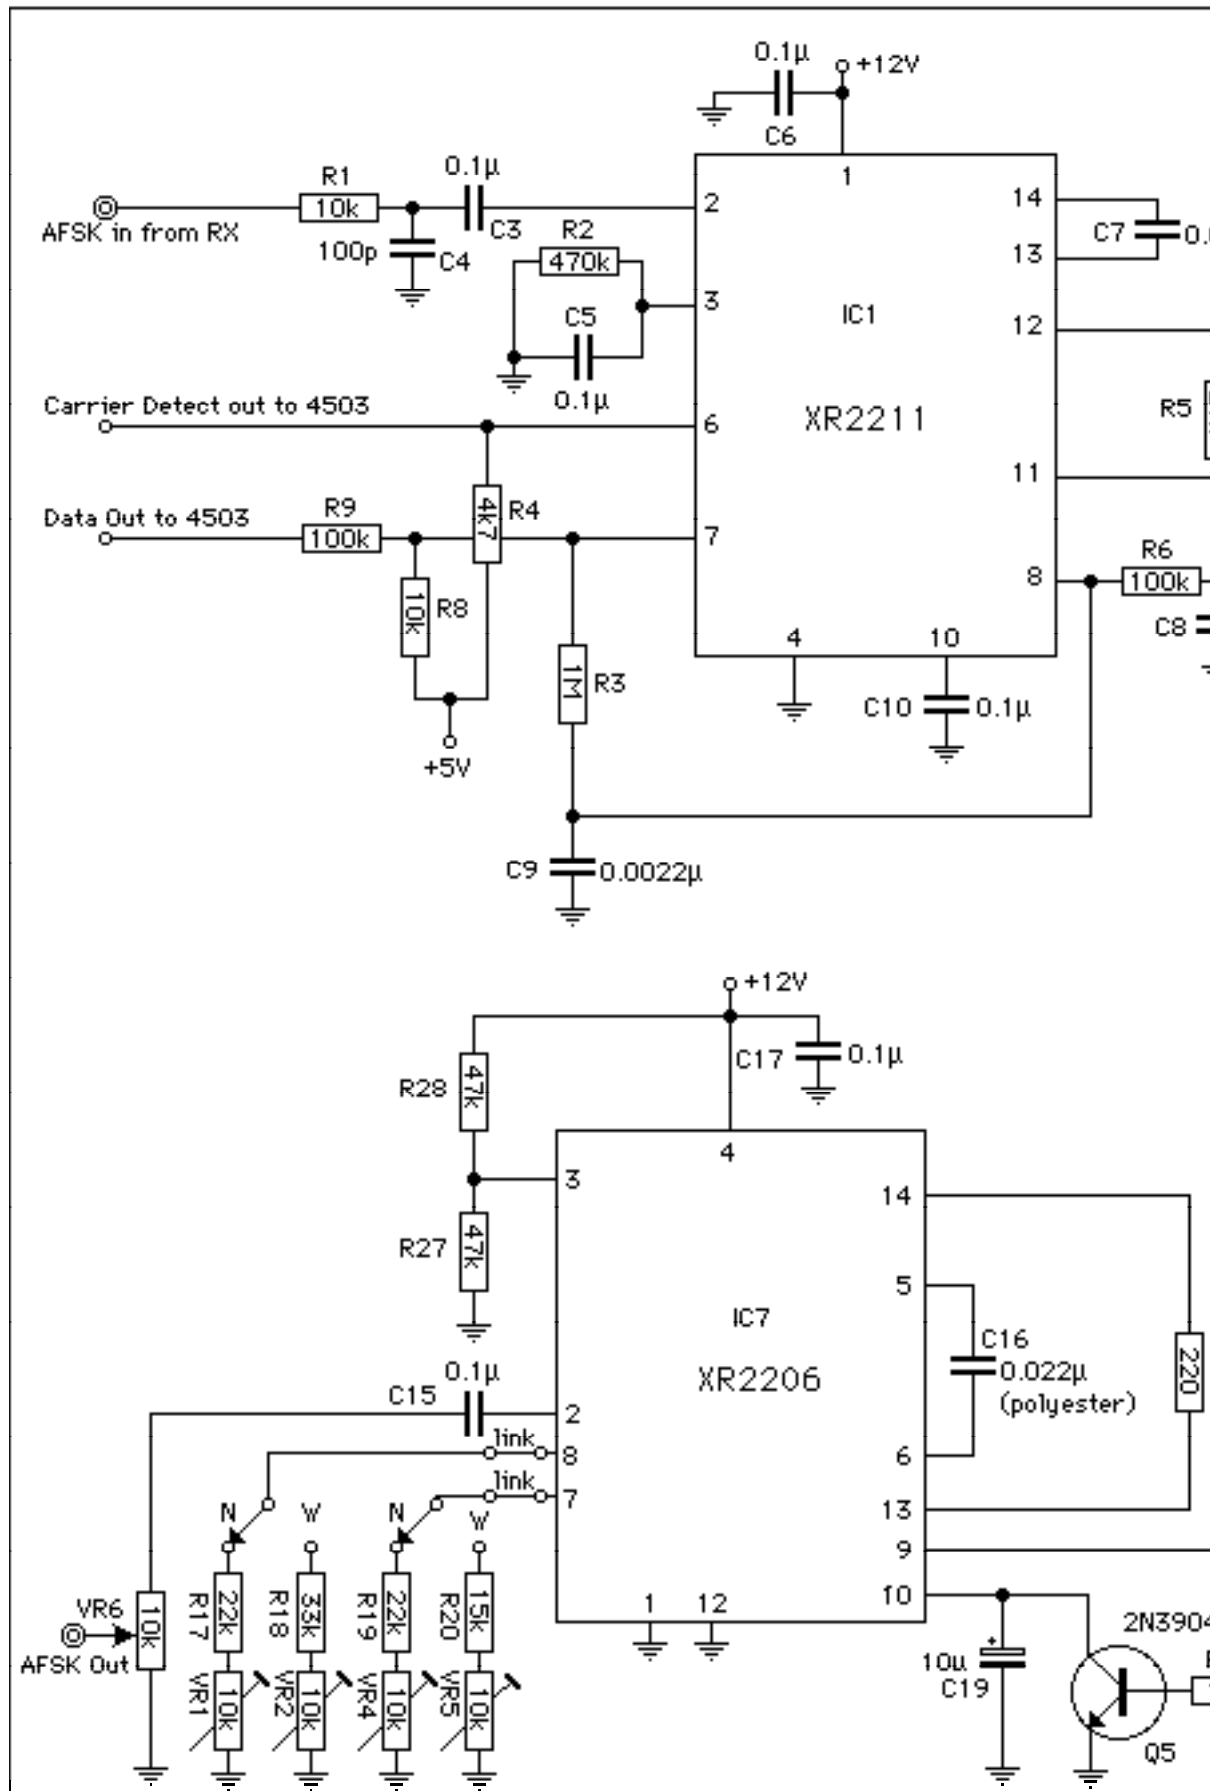 0.1µ
+12V
C6
1
R1
10k
0.1µ
C3
AFSK in from RX
100p
C4
R2
470k
C5
0.1µ
2
3
6
7
IC1
XR2211
14
13
12
11
8
4
10
C7
R5
R6
100k
C8
Carrier Detect out to 4503
Data Out to 4503
R9
100k
4k7
R4
10k
R8
+5V
1M
R3
C10
0.1µ
C9
0.0022µ
+12V
C17
0.1µ
R28
47k
R27
47k
4
3
14
5
IC7
XR2206
C16
0.022µ
(polyester)
220
0.1µ
C15
2
link
8
link
7
6
13
9
10
1
12
N
W
N
W
R17
22k
R18
33k
R19
22k
R20
15k
VR6
10k
AFSK Out
VR1
10k
VR2
10k
VR4
10k
VR5
10k
+
10µ
C19
2N3904
Q5